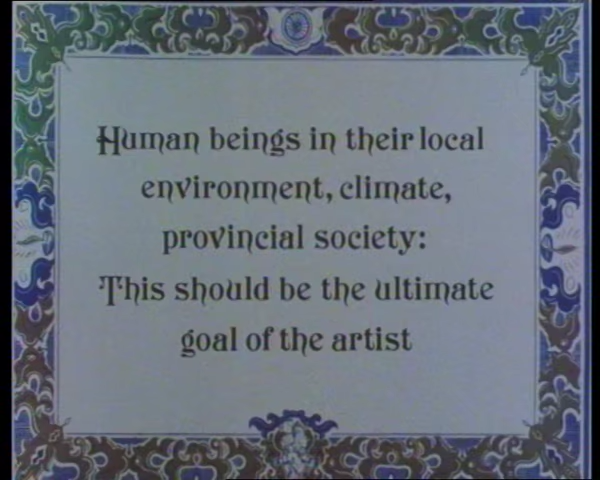 Human beings in their local
environment, climate,
provincial society:
This should be the ultimate
goal of the artist